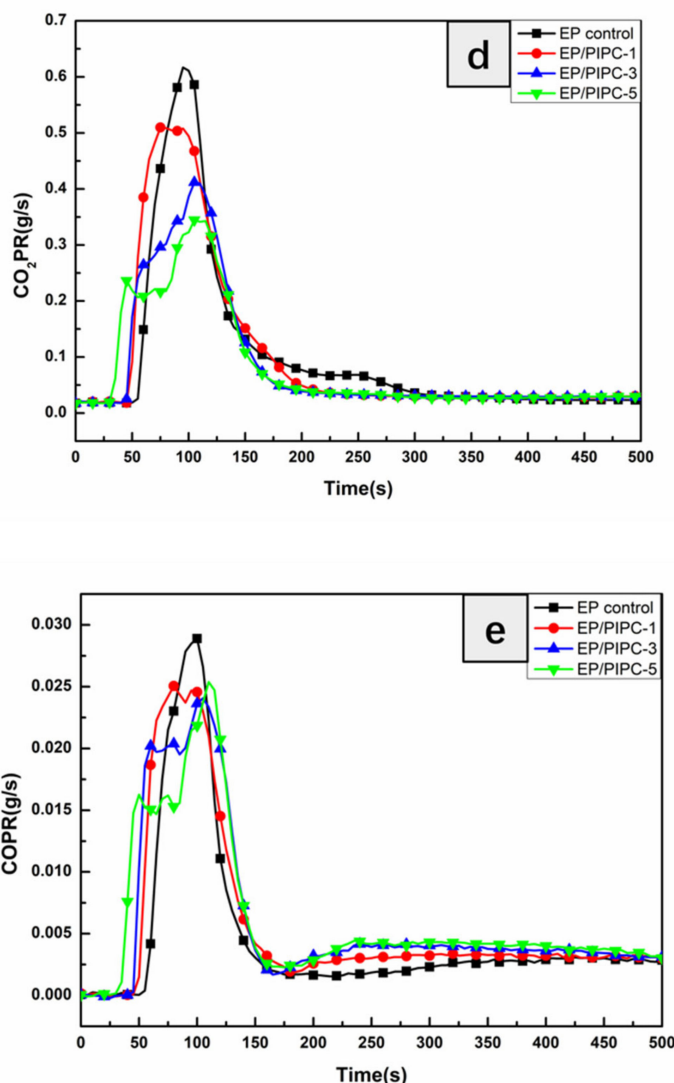 d
EP control
EP/PIPC-1
EP/PIPC-3
EP/PIPC-5
0.7
0.6
0.5
0.4
0.3
0.2
0.1
0.0
CO₂PR(g/s)
0 50 100 150 200 250 300 350 400 450 500
Time(s)
e
EP control
EP/PIPC-1
EP/PIPC-3
EP/PIPC-5
0.030
0.025
0.020
0.015
0.010
0.005
0.000
COPR(g/s)
0 50 100 150 200 250 300 350 400 450 500
Time(s)